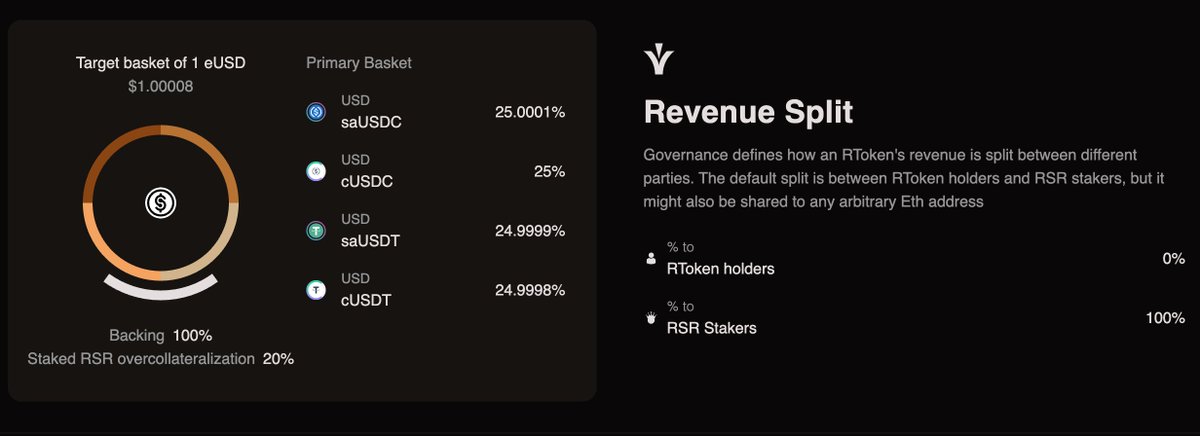 Target basket of 1 eUSD
$1.00008
Backing 100%
Staked RSR overcollateralization 20%
Primary Basket
USD
saUSDC 25.0001%
USD
cUSDC 25%
USD
saUSDT 24.9999%
USD
cUSDT 24.9998%
Revenue Split
Governance defines how an RToken's revenue is split between different
parties. The default split is between RToken holders and RSR stakers, but it
might also be shared to any arbitrary Eth address
% to
RToken holders 0%
% to
RSR Stakers 100%